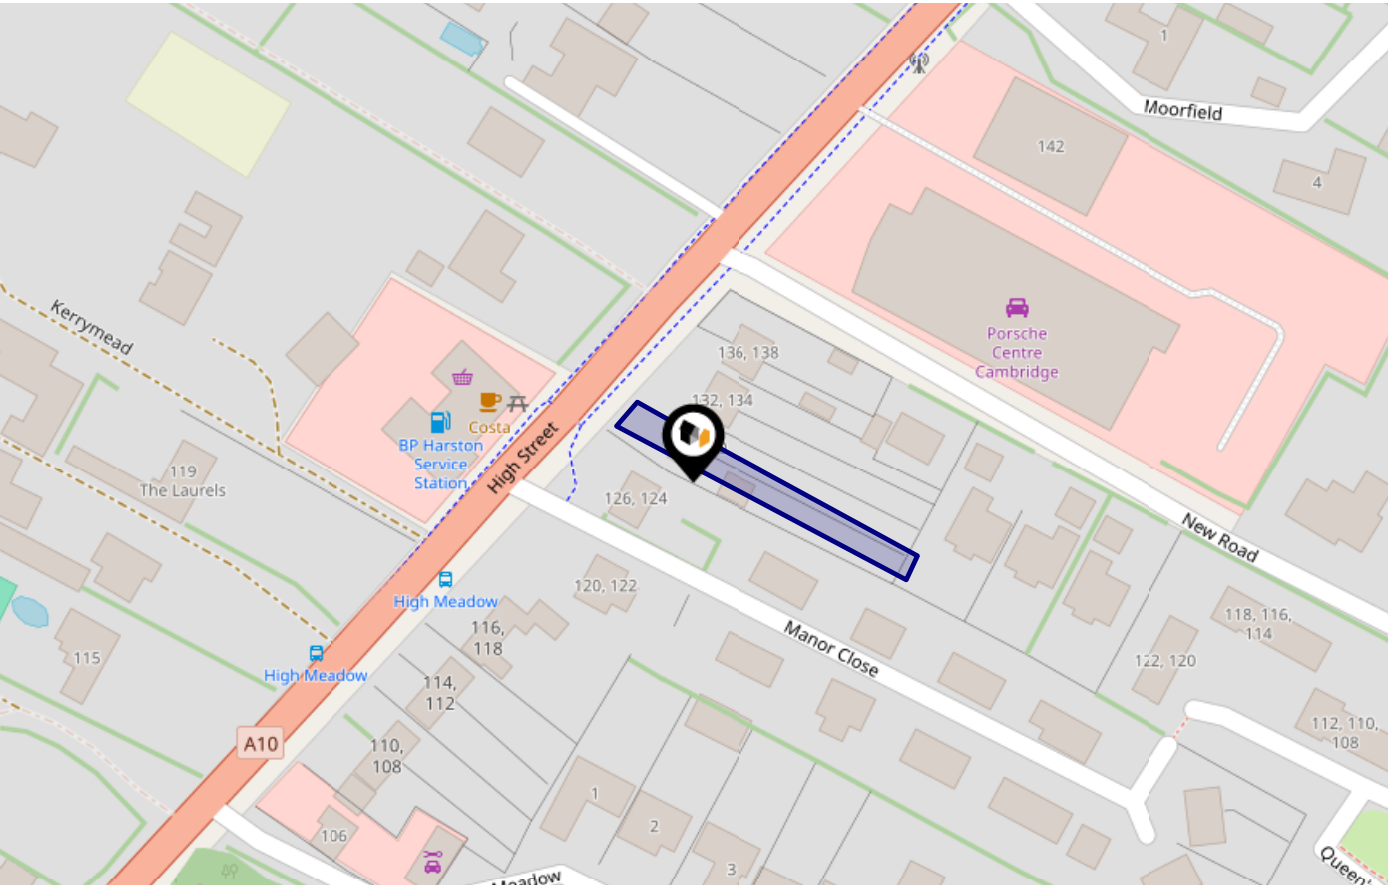 1
Moorfield
142
4
Kerrymead
Porsche
Centre
Cambridge
136, 138
132, 134
Costa
BP Harston
Service
Station
High Street
119
The Laurels
126, 124
New Road
High Meadow
120, 122
116,
118
118, 116,
114
Manor Close
115
High Meadow
122, 120
114,
112
A10
110,
108
112, 110,
108
1
2
106
3
Meadow
Queen'